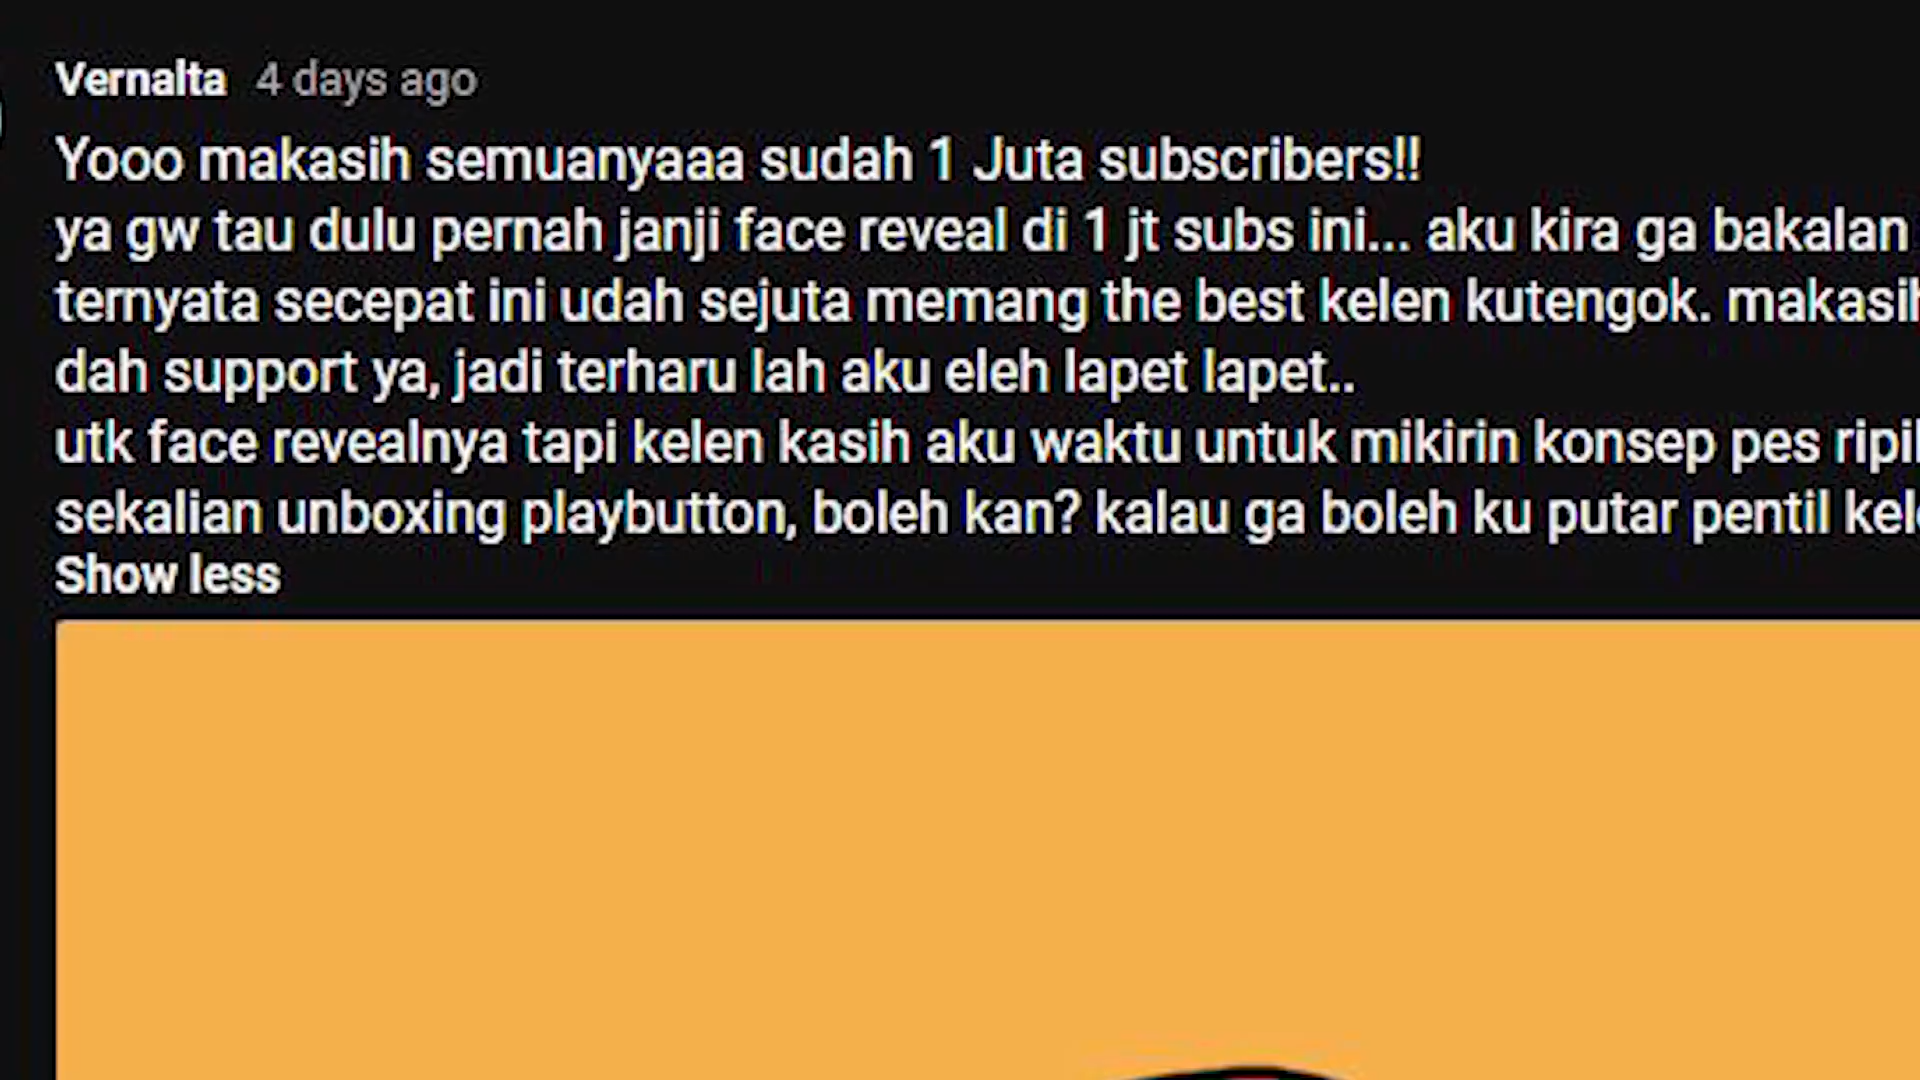 Vernalta 4 days ago
Yooo makasih semuanyaaa sudah 1 Juta subscribers!!
ya gw tau dulu pernah janji face reveal di 1 jt subs ini... aku kira ga bakalan
ternyata secepat ini udah sejuta memang the best kelen kutengok. makasih
dah support ya, jadi terharu lah aku eleh lapet lapet..
utk face revealnya tapi kelen kasih aku waktu untuk mikirin konsep pes
sekalian unboxing playbutton, boleh kan? kalau ga boleh ku putar pentil
Show less